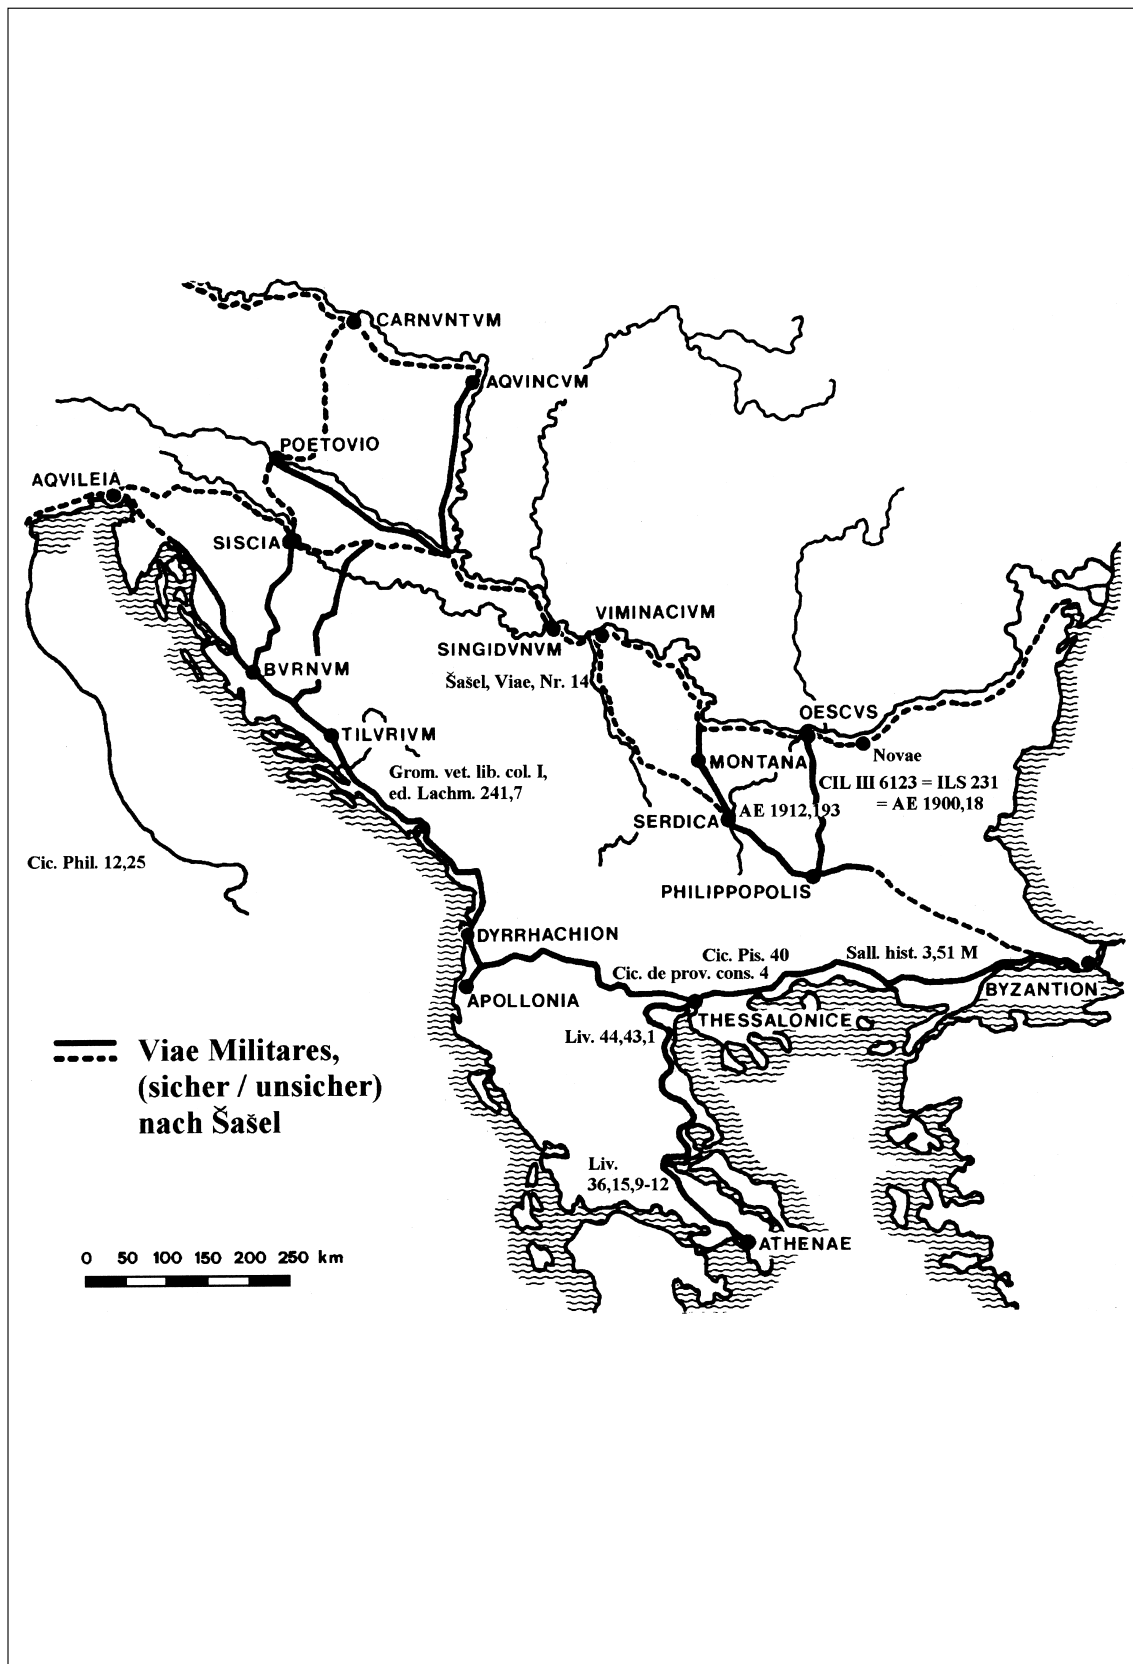 CARNVNTVM
AQVINCVM
POETOVIO
AQVILEIA
SISCIA
VIMINACIVM
SINGIDVNVM
BVRNVM
Šašel, Viae, Nr. 14
OESCVS
TILVRIVM
Novae
MONTANA
Grom. vet. lib. col. I,
ed. Lachm. 241,7
CIL III 6123 = ILS 231
= AE 1900,18
AE 1912,193
SERDICA
Cic. Phil. 12,25
PHILIPPOPOLIS
DYRRHACHION
Cic. Pis. 40
Sall. hist. 3,51 M
Cic. de prov. cons. 4
BYZANTION
APOLLONIA
THESSALONICE
Liv. 44,43,1
Viae Militares,
(sicher / unsicher)
nach Šašel
Liv.
36,15,9-12
ATHENAE
0 50 100 150 200 250 km